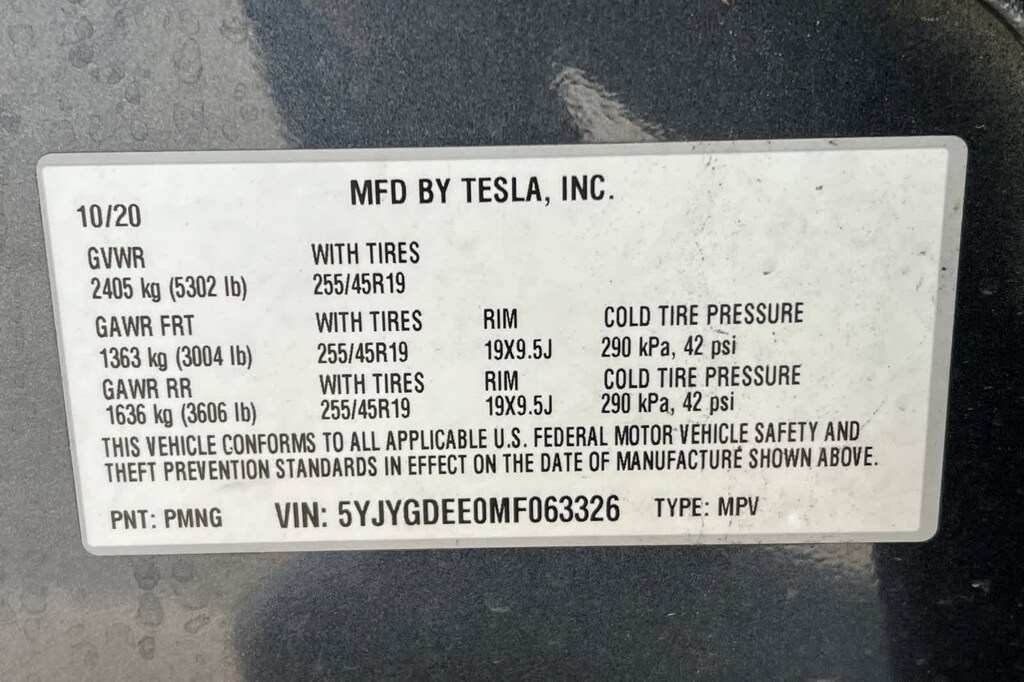 MFD BY TESLA, INC.
10/20
GVWR WITH TIRES
2405 kg (5302 lb) 255/45R19
GAWR FRT WITH TIRES RIM COLD TIRE PRESSURE
1363 kg (3004 lb) 255/45R19 19X9.5J 290 kPa, 42 psi
GAWR RR WITH TIRES RIM COLD TIRE PRESSURE
1636 kg (3606 lb) 255/45R19 19X9.5J 290 kPa, 42 psi
THIS VEHICLE CONFORMS TO ALL APPLICABLE U.S. FEDERAL MOTOR VEHICLE SAFETY AND
THEFT PREVENTION STANDARDS IN EFFECT ON THE DATE OF MANUFACTURE SHOWN ABOVE.
PNT: PMNG VIN: 5YJYGDEE0MF063326 TYPE: MPV